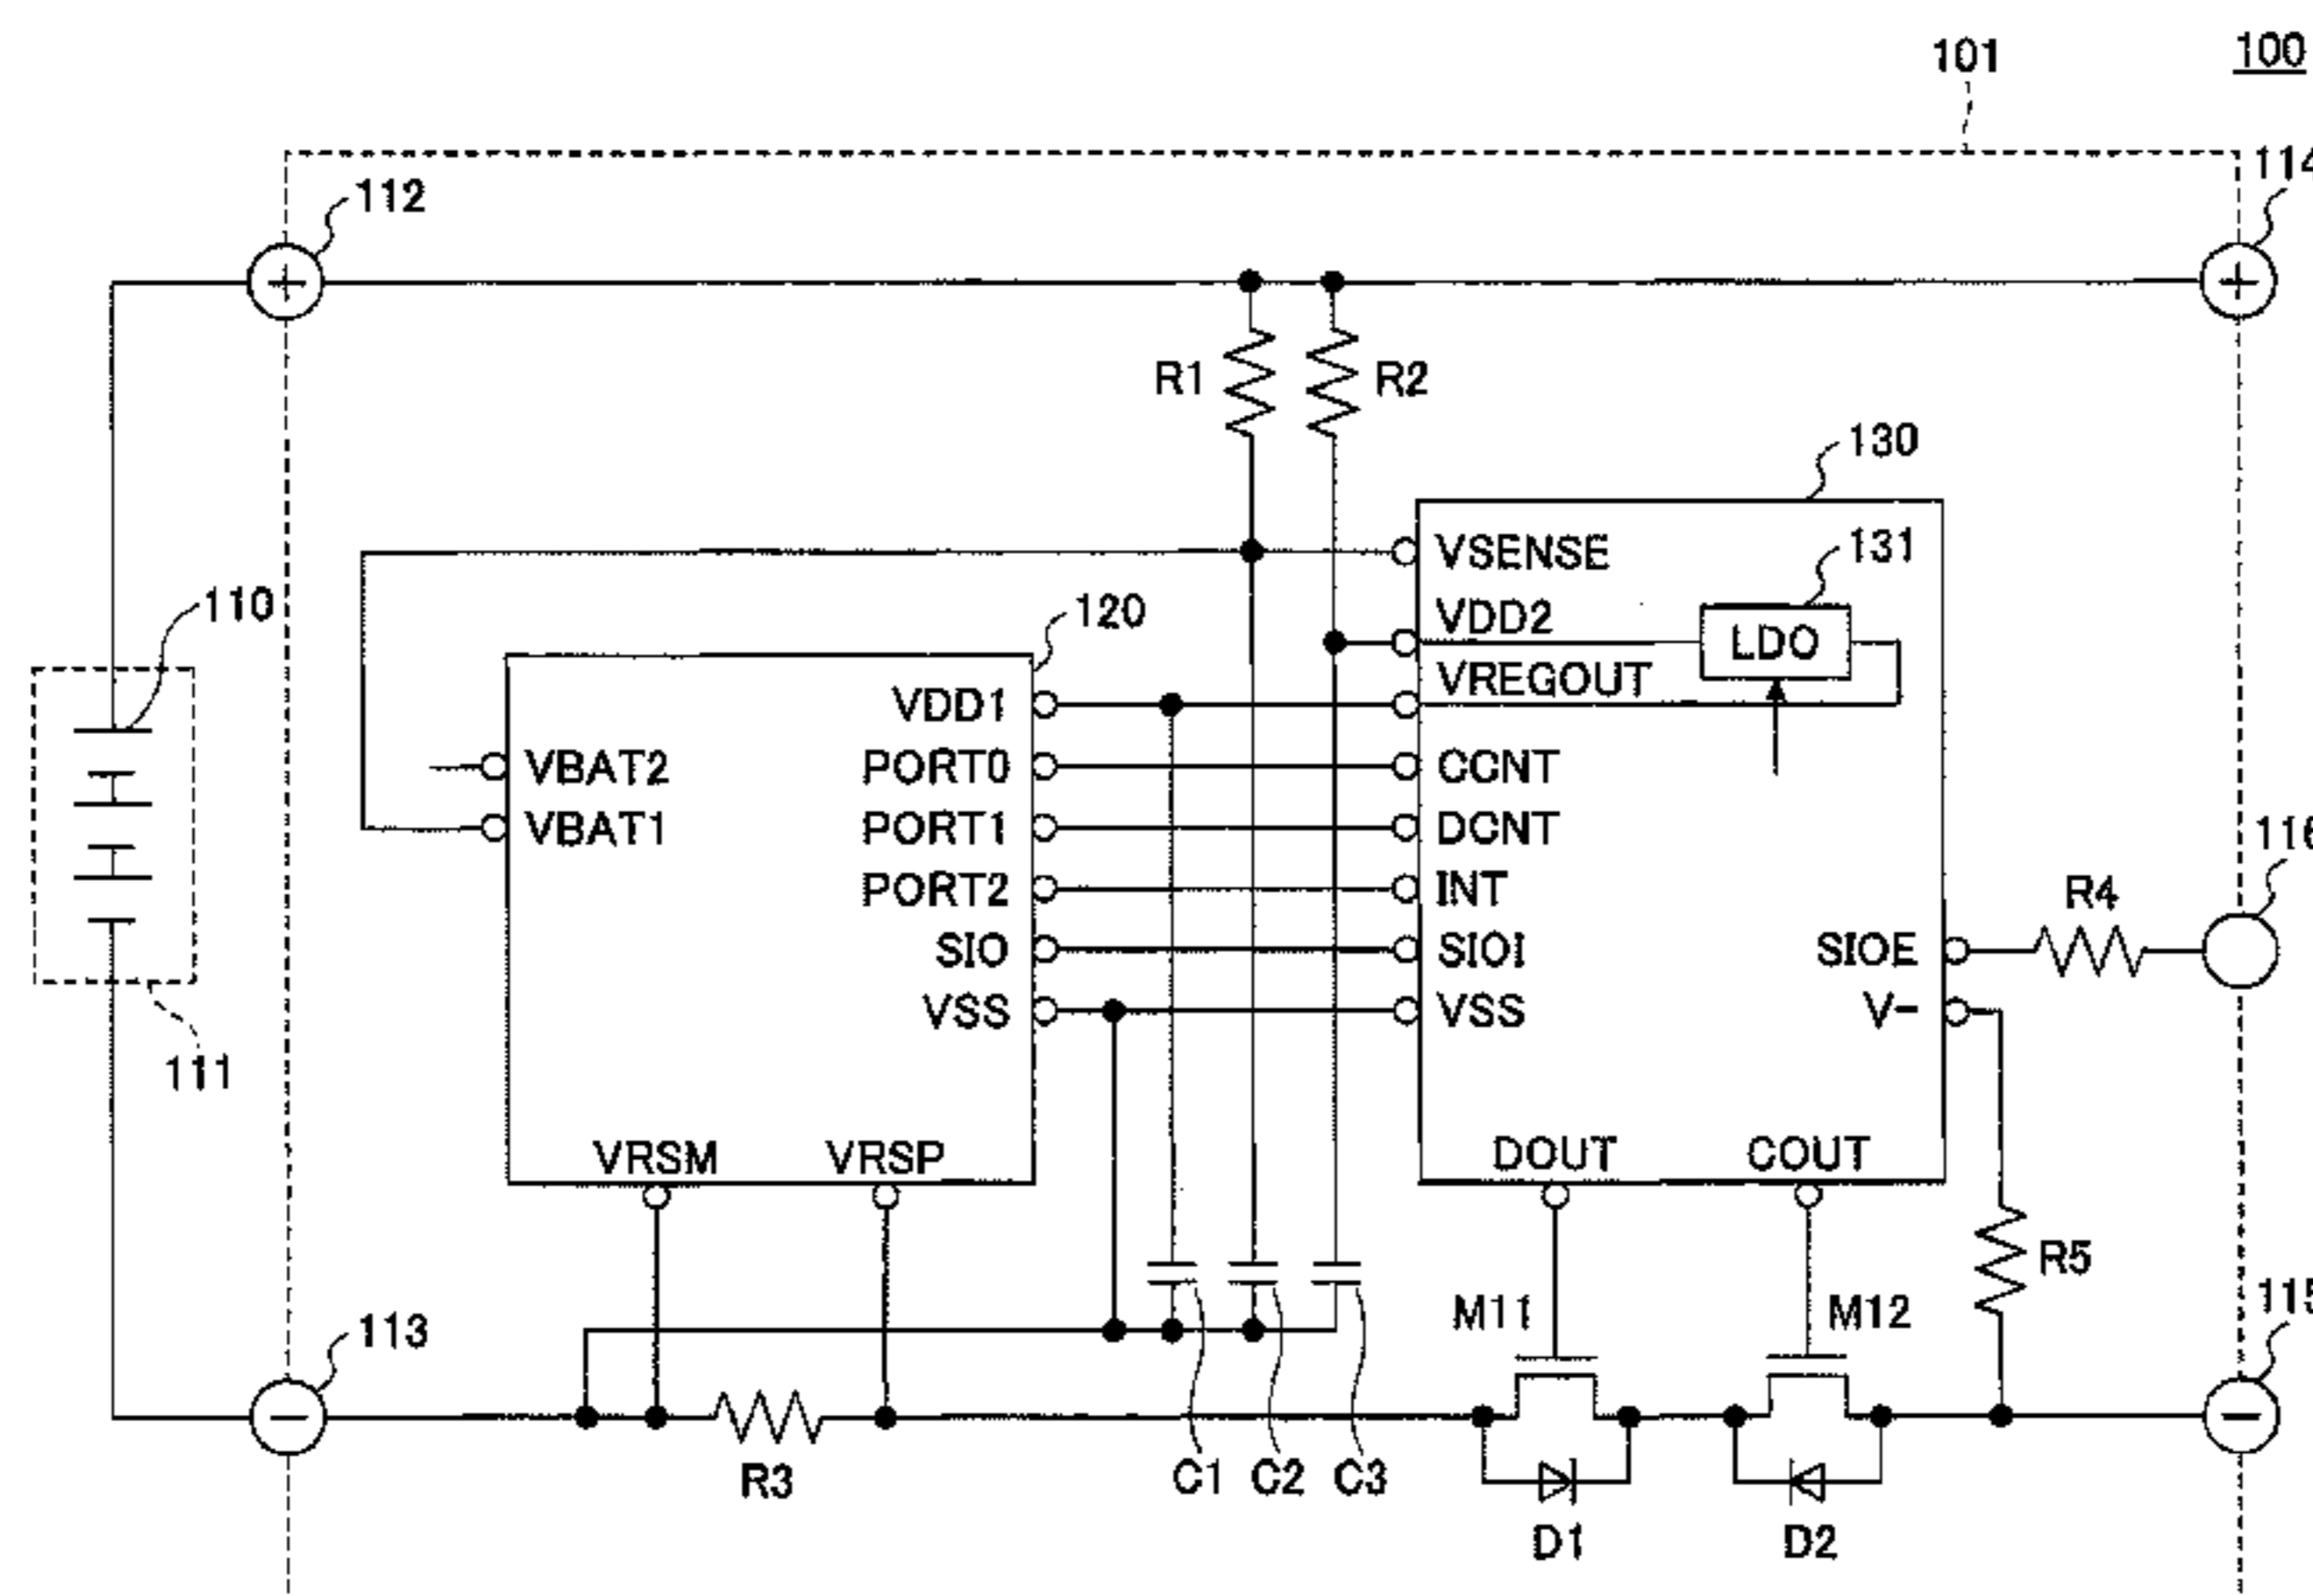 100
101
114
112
+
+
R1
R2
130
VSENSE
131
110
120
VDD2
LDO
VDD1
VREGOUT
VBAT2
PORT0
CCNT
VBAT1
PORT1
DCNT
116
PORT2
INT
R4
SIO
SIOI
SIOE
VSS
VSS
V-
111
VRSM
VRSP
DOUT
COUT
R5
M11
M12
115
113
−
−
R3
C1
C2
C3
D1
D2